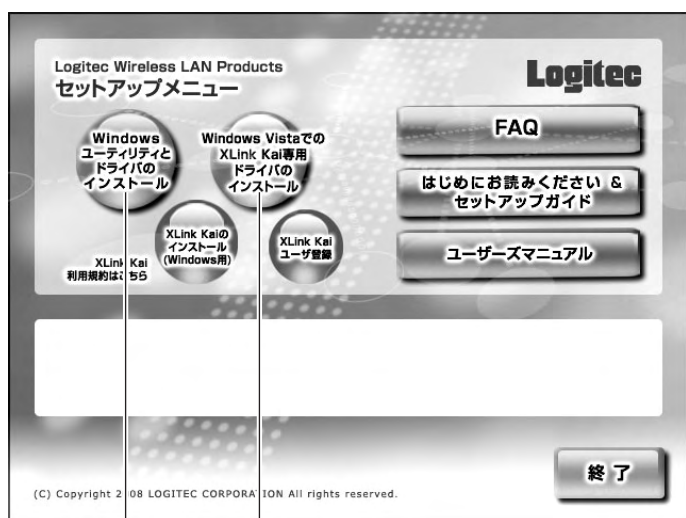 Logitec Wireless LAN Products
セットアップメニュー
Logitec
Windows
ユーティリティと
ドライバの
インストール
Windows Vistaでの
XLink Kai専用
ドライバの
インストール
XLink Kaiの
インストール
(Windows用)
XLink Kai
ユーザ登録
XLink Kai
利用規約はこちら
FAQ
はじめにお読みください &
セットアップガイド
ユーザーズマニュアル
終了
(C) Copyright 2008 LOGITEC CORPORATION All rights reserved.